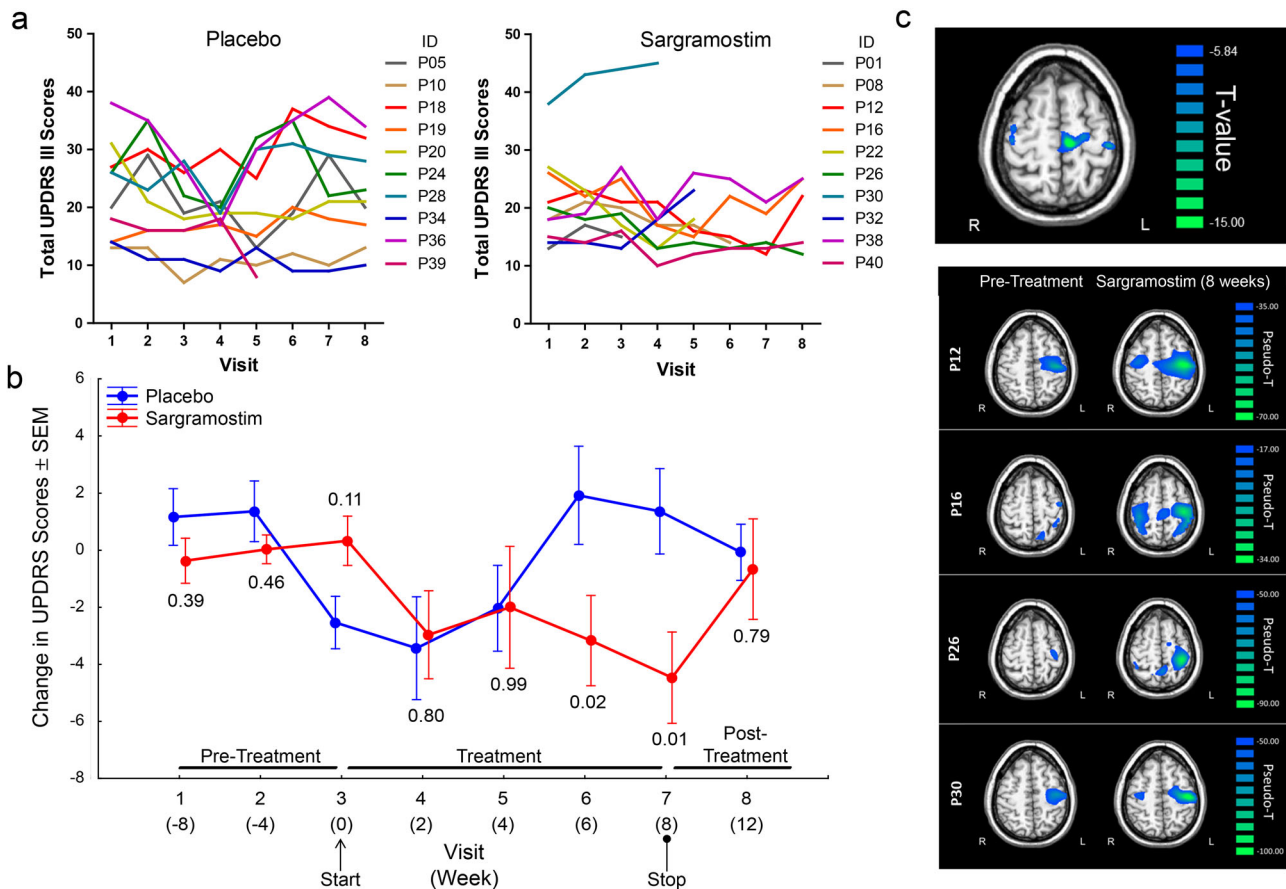 a
Placebo
ID
Total UPDRS III Scores
50
40
30
20
10
0
1 2 3 4 5 6 7 8
Visit
P05
P10
P18
P19
P20
P24
P28
P34
P36
P39
Sargramostim
ID
Total UPDRS III Scores
50
40
30
20
10
0
1 2 3 4 5 6 7 8
Visit
P01
P08
P12
P16
P22
P26
P30
P32
P38
P40
b
Placebo
Sargramostim
Change in UPDRS Scores ± SEM
6
4
2
0
-2
-4
-6
-8
0.39
0.46
0.11
0.80
0.99
0.02
0.01
0.79
Pre-Treatment
Treatment
Post-
Treatment
1 2 3 4 5 6 7 8
(-8) (-4) (0) (2) (4) (6) (8) (12)
Visit
(Week)
Start
Stop
c
R L
-5.84
T-value
-15.00
Pre-Treatment Sargramostim (8 weeks)
P12
R L R L
-35.00
Pseudo-T
-70.00
P16
R L R L
-17.00
Pseudo-T
-34.00
P26
R L R L
-50.00
Pseudo-T
-90.00
P30
R L R L
-50.00
Pseudo-T
-100.00